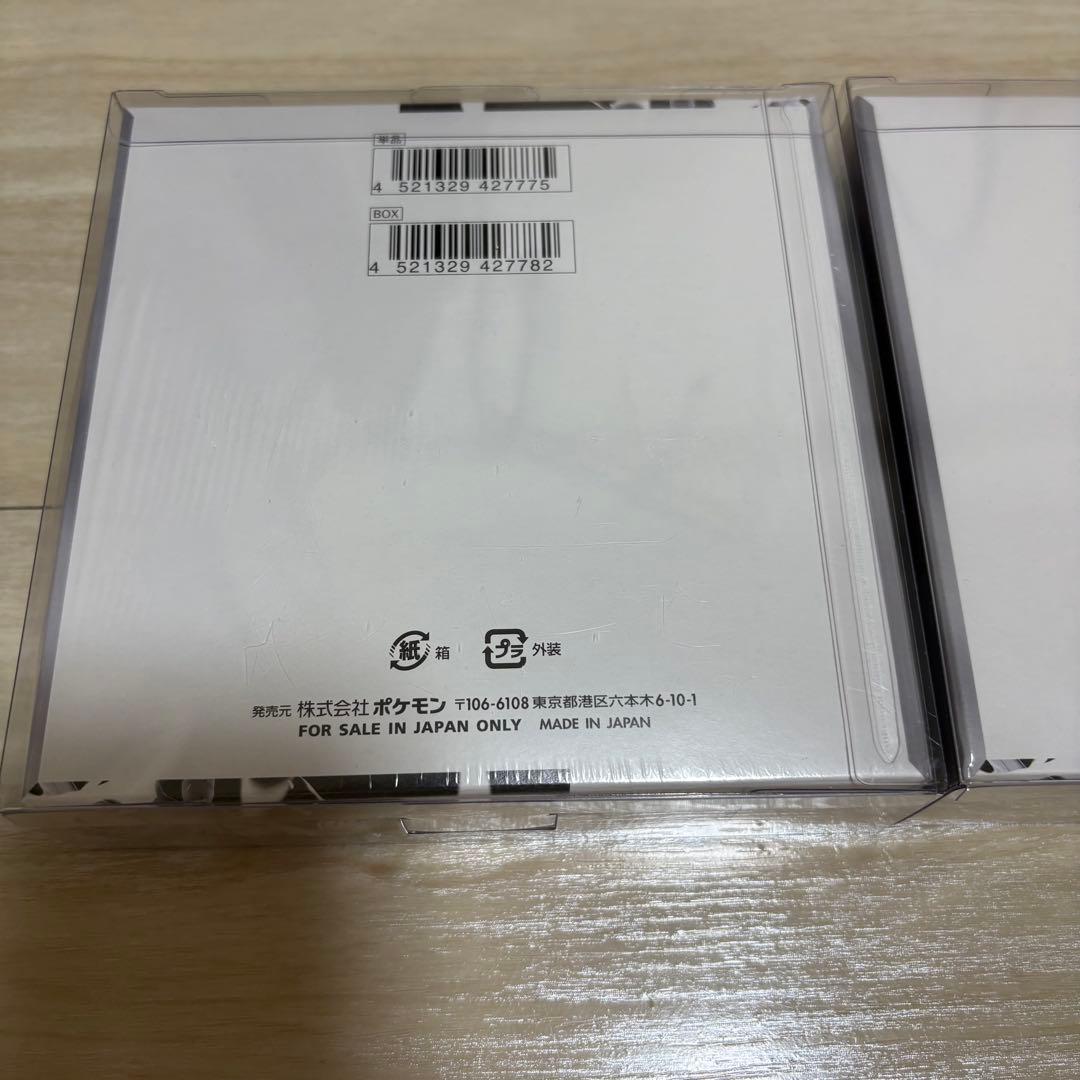 単品
4 521329 427775
BOX
4 521329 427782
紙 箱 プラ 外装
発売元 株式会社 ポケモン 〒106-6108 東京都港区六本木6-10-1
FOR SALE IN JAPAN ONLY MADE IN JAPAN